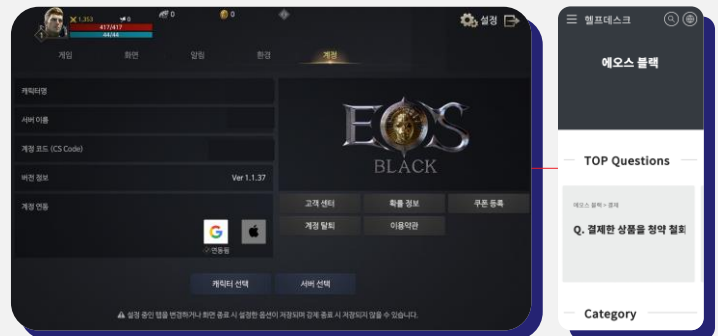 1,353
0
0
0
417/417
44/44
1
설정
게임
화면
알림
환경
계정
캐릭터명
서버 이름
계정 코드 (CS Code)
버전 정보
Ver 1.1.37
계정 연동
연동됨
EOS
BLACK
고객 센터
확률 정보
쿠폰 등록
계정 탈퇴
이용약관
캐릭터 선택
서버 선택
설정 중인 탭을 변경하거나 화면 종료 시 설정한 옵션이 저장되며 강제 종료 시 저장되지 않을 수 있습니다.
헬프데스크
에오스 블랙
TOP Questions
에오스 블랙 > 결제
Q. 결제한 상품을 청약 철회
Category